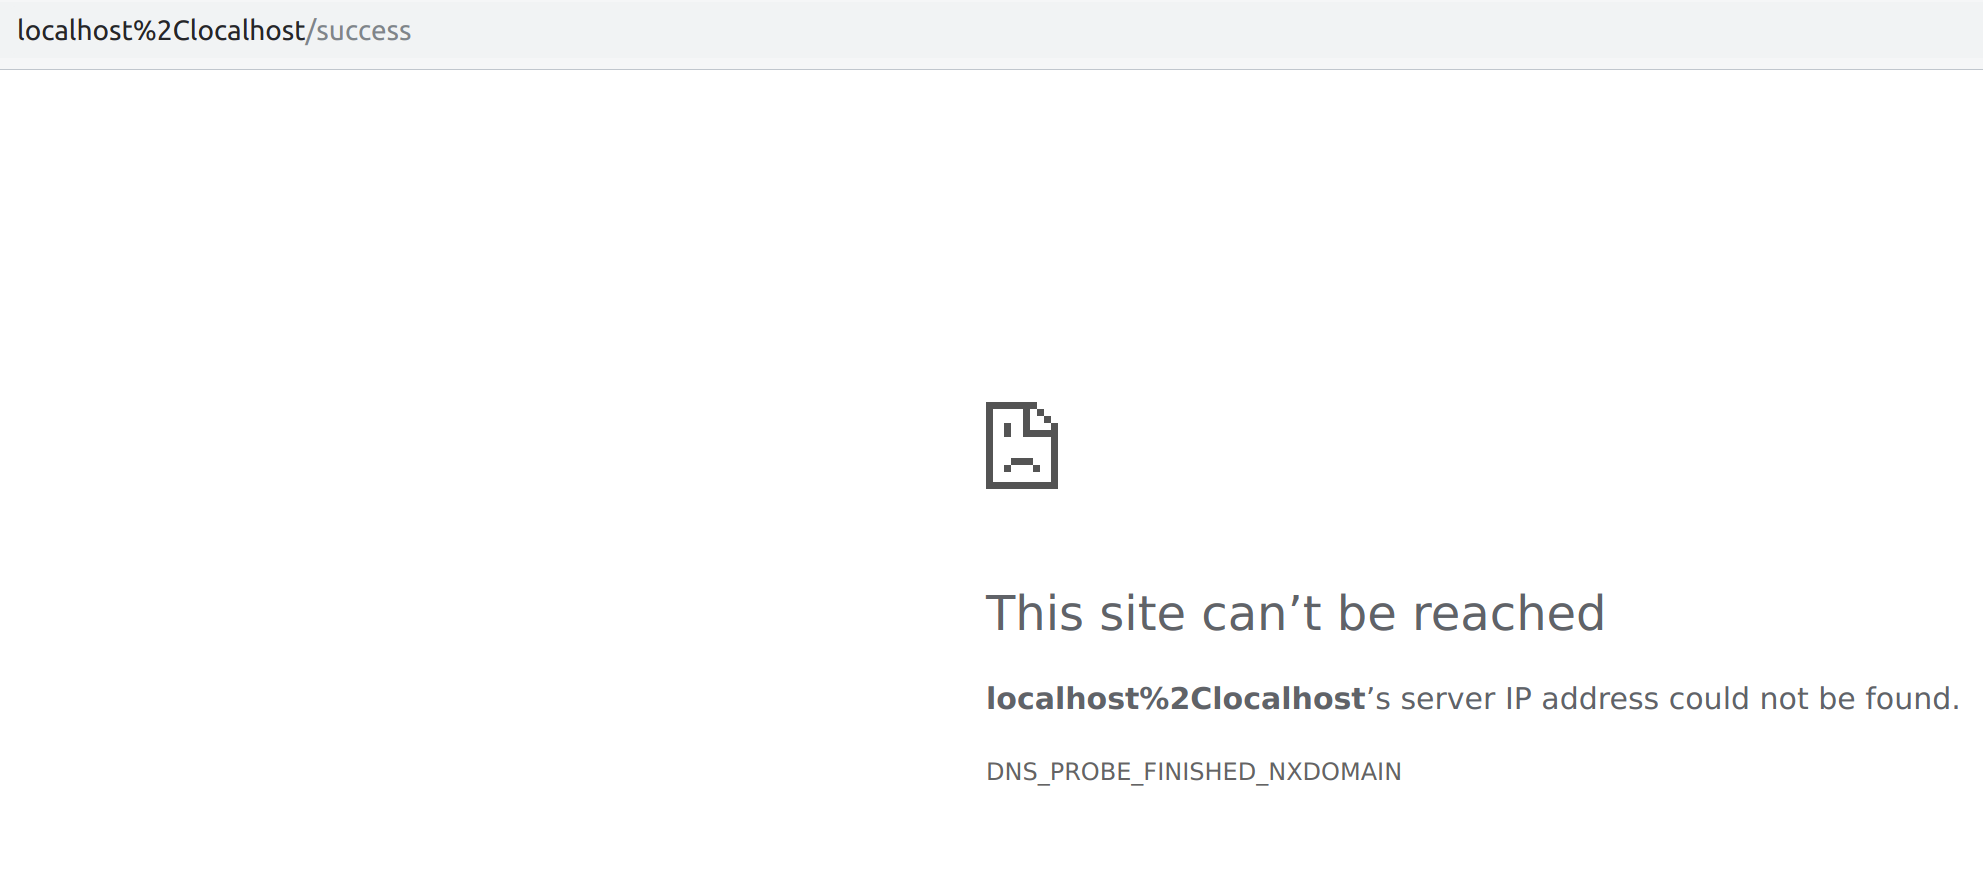 localhost%2Clocalhost/success
This site can’t be reached
localhost%2Clocalhost’s server IP address could not be found.
DNS_PROBE_FINISHED_NXDOMAIN